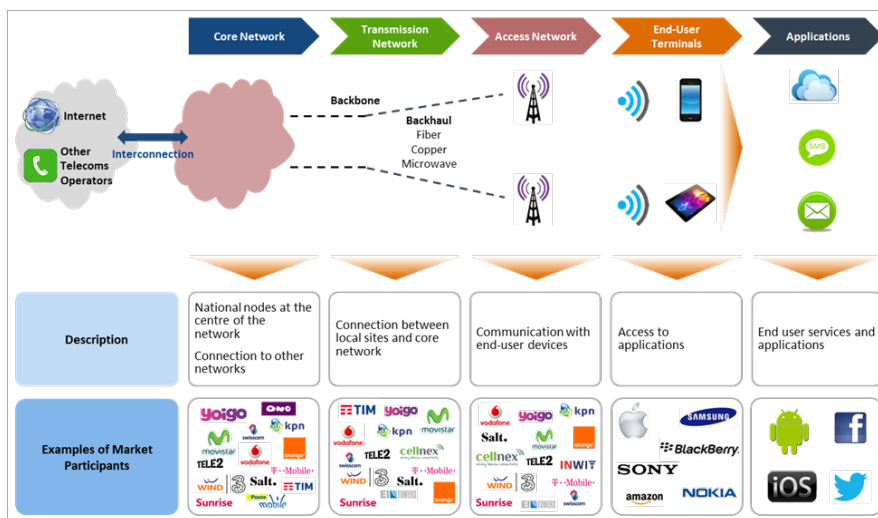 Core Network
Transmission
Network
Access Network
End-User
Terminals
Applications
Internet
Other
Telecoms
Operators
Interconnection
Backbone
Backhaul
Fiber
Copper
Microwave
SMS
Description
National nodes at the
centre of the
network
Connection to other
networks
Connection between
local sites and core
network
Communication with
end-user devices
Access to
applications
End user services and
applications
Examples of Market
Participants
yoigo
ONO
kpn
movistar
swisscom
orange
TELE2
vodafone
T··Mobile·
WIND
3
Salt.
TIM
Sunrise
Poste
mobile
TIM
yoigo
movistar
vodafone
kpn
swisscom
TELE2
cellnex
T··Mobile·
WIND
3
Salt.
Sunrise
EI TOWERS
orange
vodafone
yoigo
kpn
Salt.
movistar
orange
cellnex
TELE2
INWIT
WIND
3
T··Mobile·
Sunrise
EI TOWERS
swisscom
SAMSUNG
BlackBerry.
SONY
amazon
NOKIA
f
iOS